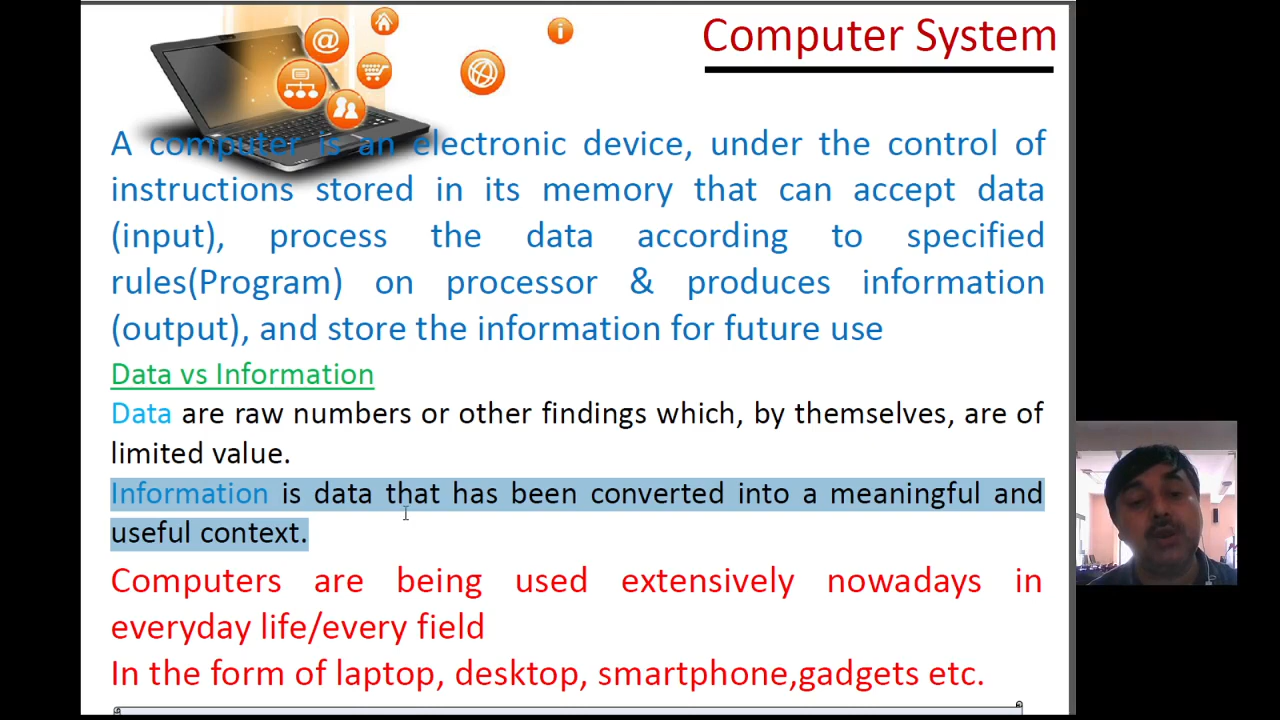 Computer System
A computer is an electronic device, under the control of
instructions stored in its memory that can accept data
(input), process the data according to specified
rules(Program) on processor & produces information
(output), and store the information for future use
Data vs Information
Data are raw numbers or other findings which, by themselves, are of
limited value.
Information is data that has been converted into a meaningful and
useful context.
Computers are being used extensively nowadays in
everyday life/every field
In the form of laptop, desktop, smartphone,gadgets etc.